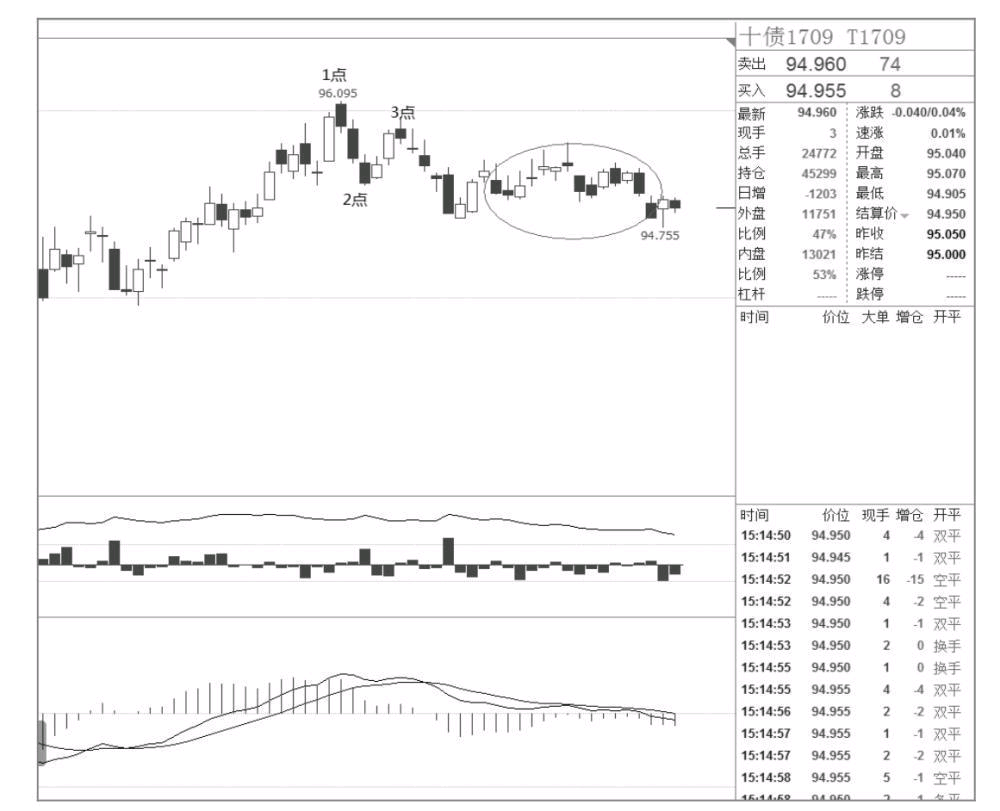 十债1709 T1709
卖出 94.960 74
买入 94.955 8
1点
96.095
3点
2点
94.755
最新 94.960 涨跌 -0.040/0.04%
现手 3 速涨 0.01%
总手 24772 开盘 95.040
持仓 45299 最高 95.070
日增 -1203 最低 94.905
外盘 11751 结算价 94.950
比例 47% 昨收 95.050
内盘 13021 昨结 95.000
比例 53% 涨停 -----
杠杆 ----- 跌停 -----
时间 价位 大单 增仓 开平
时间 价位 现手 增仓 开平
15:14:50 94.950 4 -4 双平
15:14:51 94.945 1 -1 双平
15:14:52 94.950 16 -15 空平
15:14:52 94.950 4 -2 空平
15:14:53 94.950 1 -1 双平
15:14:53 94.950 2 0 换手
15:14:55 94.950 1 0 换手
15:14:55 94.955 4 -4 双平
15:14:56 94.955 2 -2 双平
15:14:57 94.955 1 -1 双平
15:14:57 94.955 2 -2 双平
15:14:58 94.955 5 -1 空平